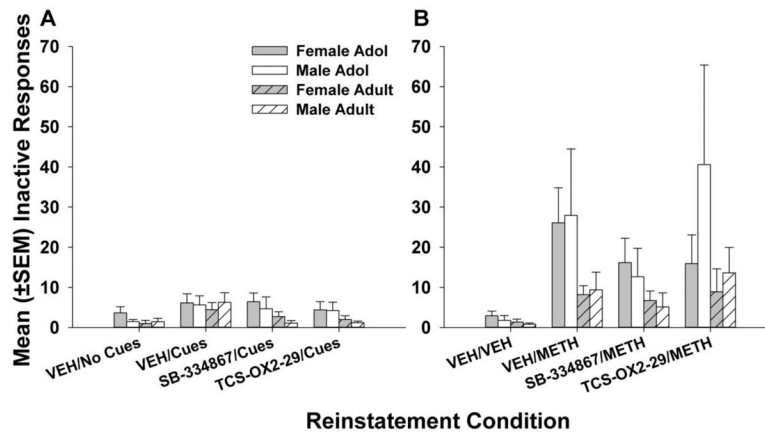 A
B
Mean (±SEM) Inactive Responses
70
60
50
40
30
20
10
0
Female Adol
Male Adol
Female Adult
Male Adult
VEH/No Cues
VEH/Cues
SB-334867/Cues
TCS-OX2-29/Cues
70
60
50
40
30
20
10
0
VEH/VEH
VEH/METH
SB-334867/METH
TCS-OX2-29/METH
Reinstatement Condition